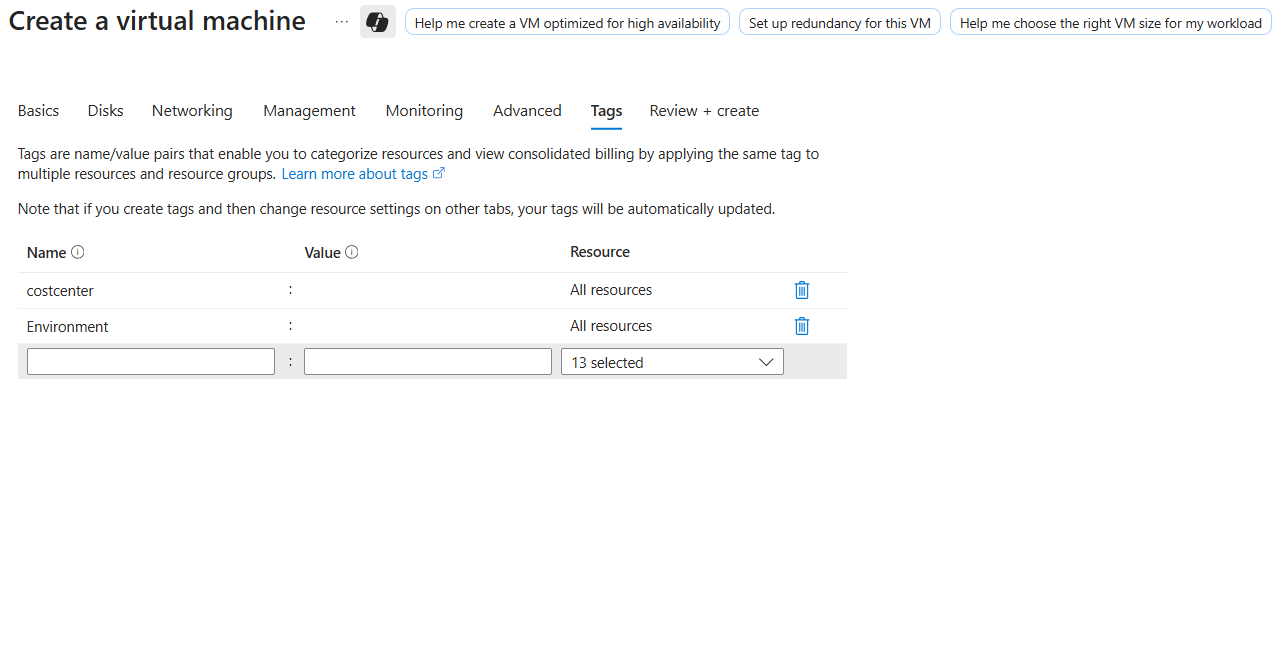 Create a virtual machine ... Help me create a VM optimized for high availability Set up redundancy for this VM Help me choose the right VM size for my workload
Basics Disks Networking Management Monitoring Advanced Tags Review + create
Tags are name/value pairs that enable you to categorize resources and view consolidated billing by applying the same tag to
multiple resources and resource groups. Learn more about tags
Note that if you create tags and then change resource settings on other tabs, your tags will be automatically updated.
Name Value Resource
costcenter : All resources
Environment : All resources
: 13 selected